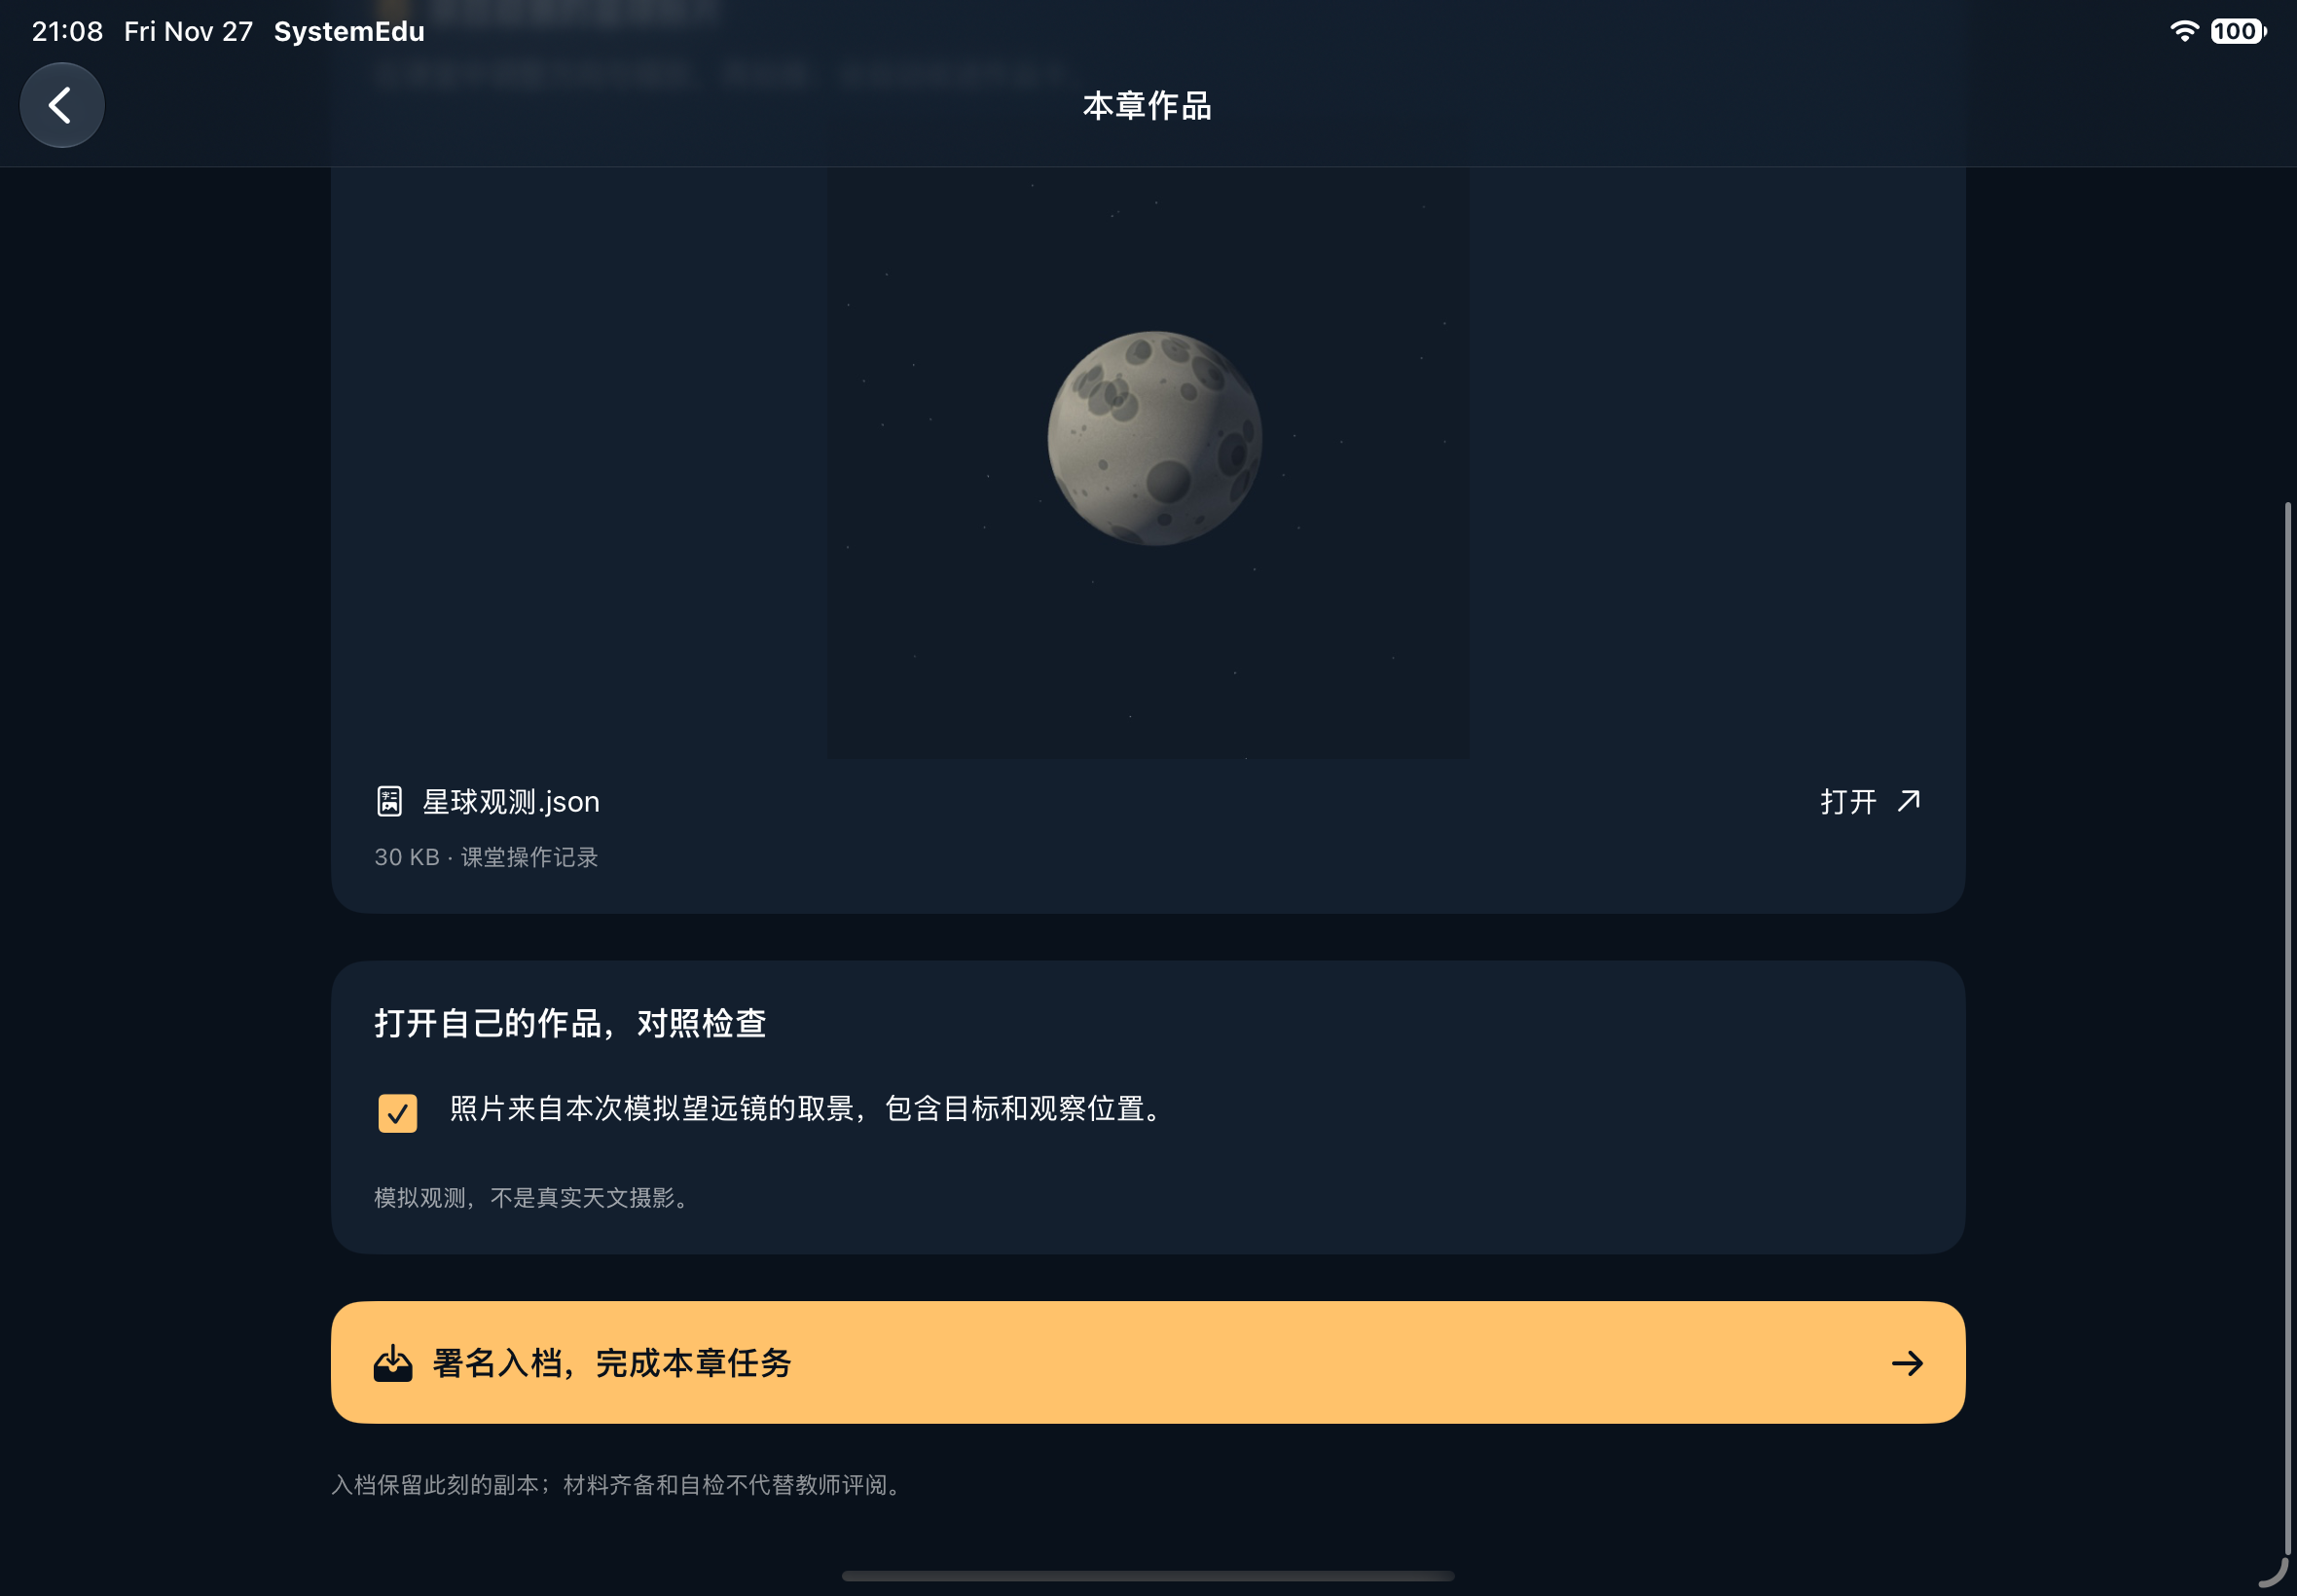 21:08 Fri Nov 27 SystemEdu 100
本章作品
星球观测.json 打开
30 KB · 课堂操作记录
打开自己的作品，对照检查
照片来自本次模拟望远镜的取景，包含目标和观察位置。
模拟观测，不是真实天文摄影。
署名入档，完成本章任务
入档保留此刻的副本；材料齐备和自检不代替教师评阅。